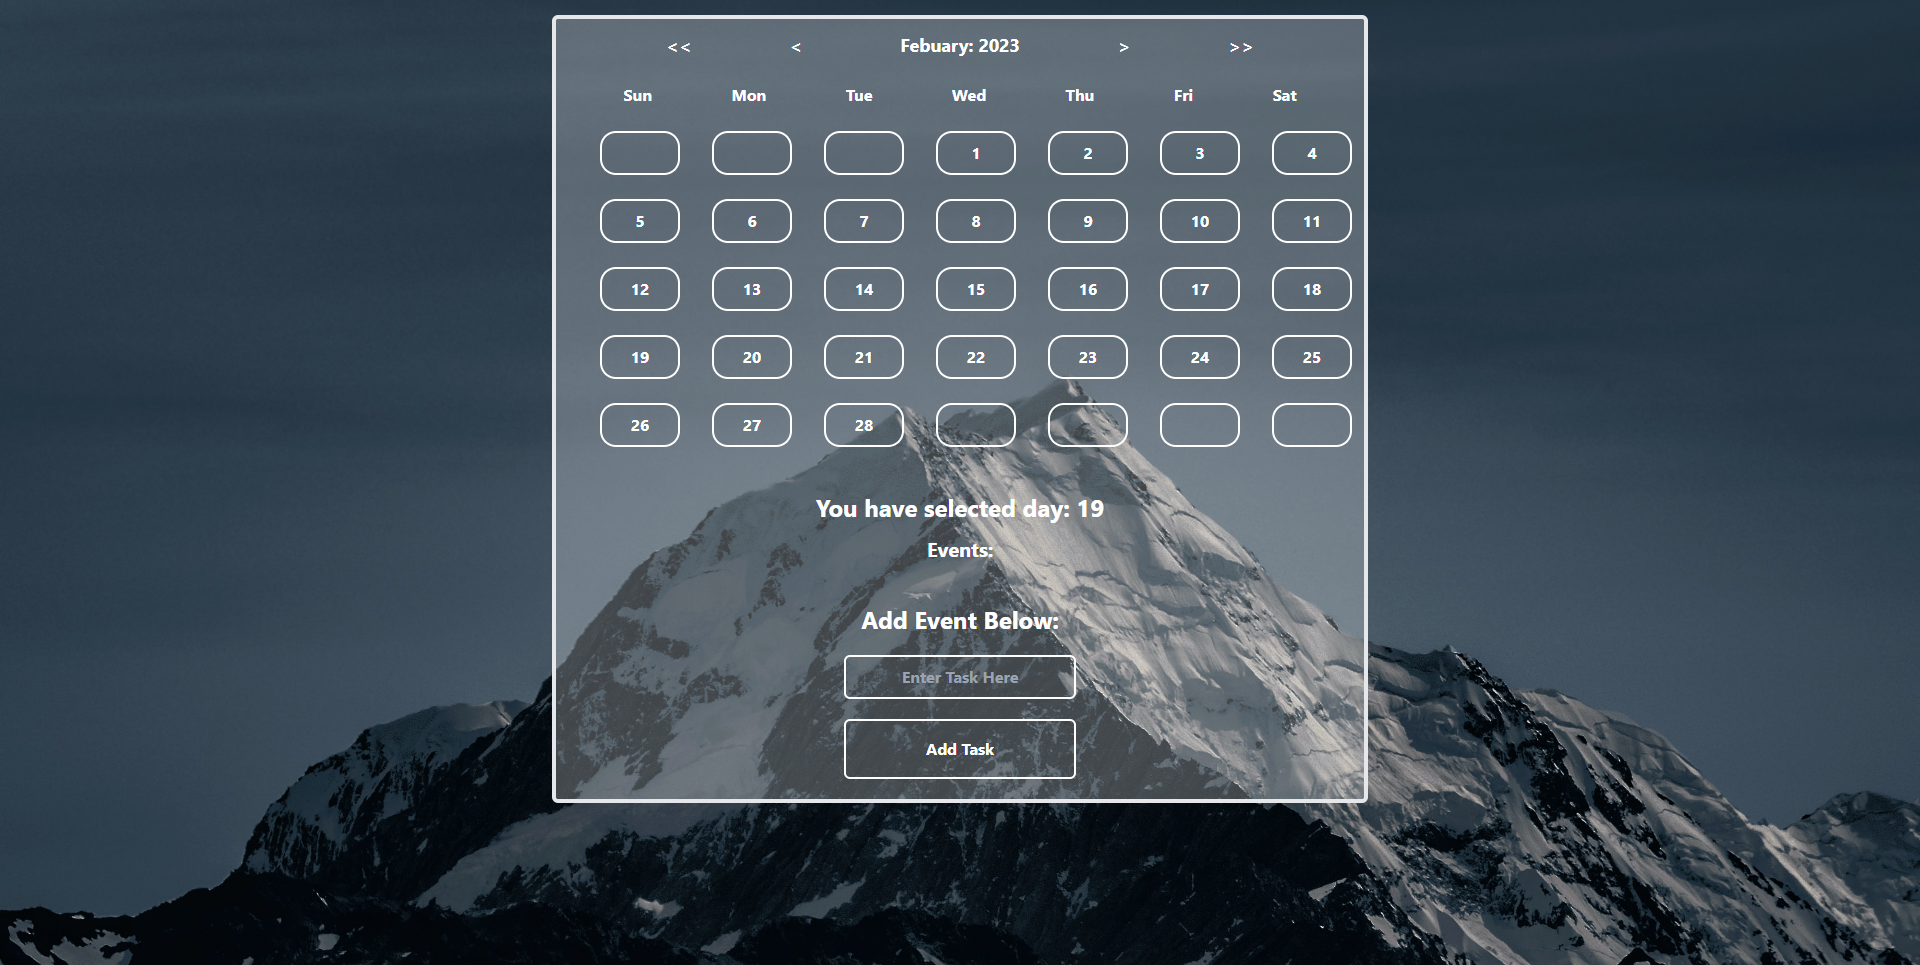 << < Febuary: 2023 > >>
Sun Mon Tue Wed Thu Fri Sat
1 2 3 4
5 6 7 8 9 10 11
12 13 14 15 16 17 18
19 20 21 22 23 24 25
26 27 28
You have selected day: 19
Events:
Add Event Below:
Enter Task Here
Add Task